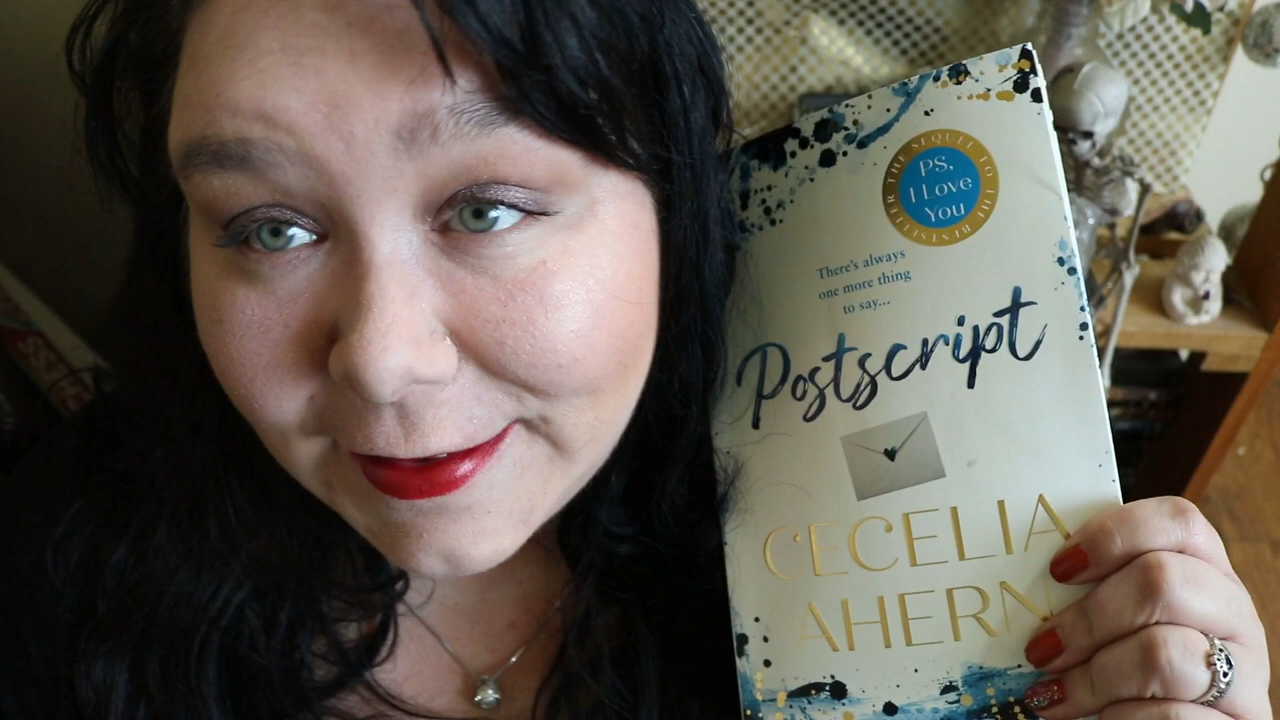 THE SEQUEL TO THE
BESTSELLER
PS,
I Love
You
There's always
one more thing
to say...
Postscript
CECELIA
AHERN